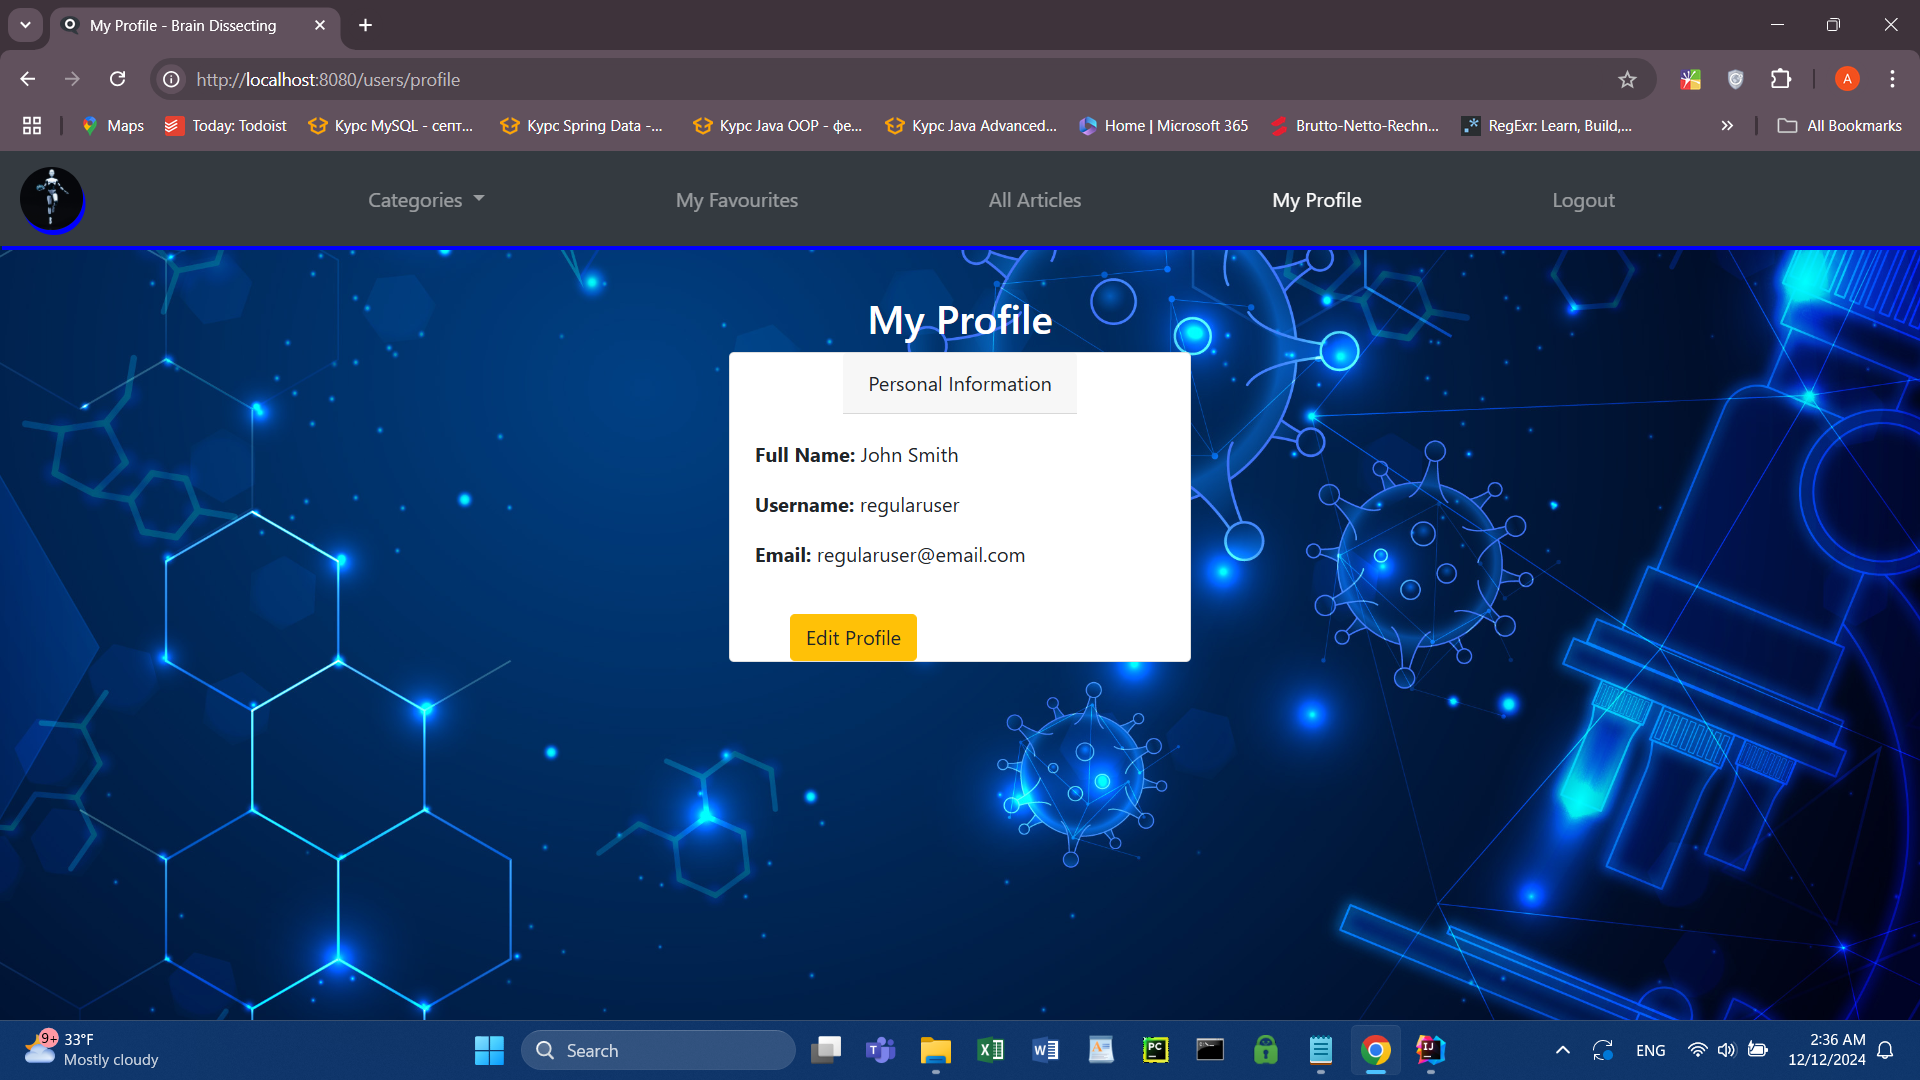 My Profile - Brain Dissecting
http://localhost:8080/users/profile
A
Maps
Today: Todoist
Курс MySQL - септ...
Курс Spring Data -...
Курс Java OOP - фе...
Курс Java Advanced...
Home | Microsoft 365
Brutto-Netto-Rechn...
RegExr: Learn, Build,...
All Bookmarks
Categories
My Favourites
All Articles
My Profile
Logout
My Profile
Personal Information
Full Name: John Smith
Username: regularuser
Email: regularuser@email.com
Edit Profile
9+
33°F
Mostly cloudy
Search
PC
IJ
ENG
2:36 AM
12/12/2024